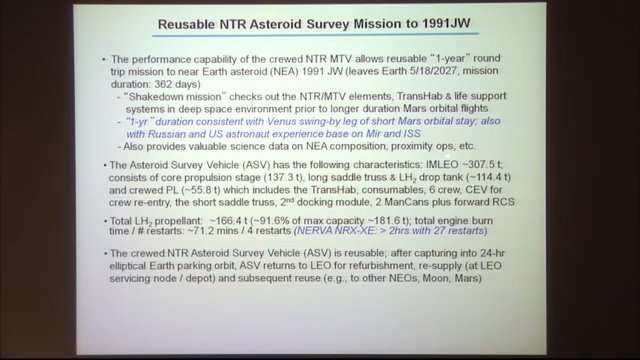 Reusable NTR Asteroid Survey Mission to 1991JW
• The performance capability of the crewed NTR MTV allows reusable "1-year" round
trip mission to near Earth asteroid (NEA) 1991 JW (leaves Earth 5/18/2027, mission
duration: 362 days)
- "Shakedown mission" checks out the NTR/MTV elements, TransHab & life support
systems in deep space environment prior to longer duration Mars orbital flights
- "1-yr" duration consistent with Venus swing-by leg of short Mars orbital stay; also
with Russian and US astronaut experience base on Mir and ISS
- Also provides valuable science data on NEA composition, proximity ops, etc.
• The Asteroid Survey Vehicle (ASV) has the following characteristics: IMLEO ~307.5 t;
consists of core propulsion stage (137.3 t), long saddle truss & LH2 drop tank (~114.4 t)
and crewed PL (~55.8 t) which includes the TransHab, consumables, 6 crew, CEV for
crew re-entry, the short saddle truss, 2nd docking module, 2 ManCans plus forward RCS
• Total LH2 propellant: ~166.4 t (~91.6% of max capacity ~181.6 t); total engine burn
time / # restarts: ~71.2 mins / 4 restarts (NERVA NRX-XE: > 2hrs with 27 restarts)
• The crewed NTR Asteroid Survey Vehicle (ASV) is reusable; after capturing into 24-hr
elliptical Earth parking orbit, ASV returns to LEO for refurbishment, re-supply (at LEO
servicing node / depot) and subsequent reuse (e.g., to other NEOs, Moon, Mars)